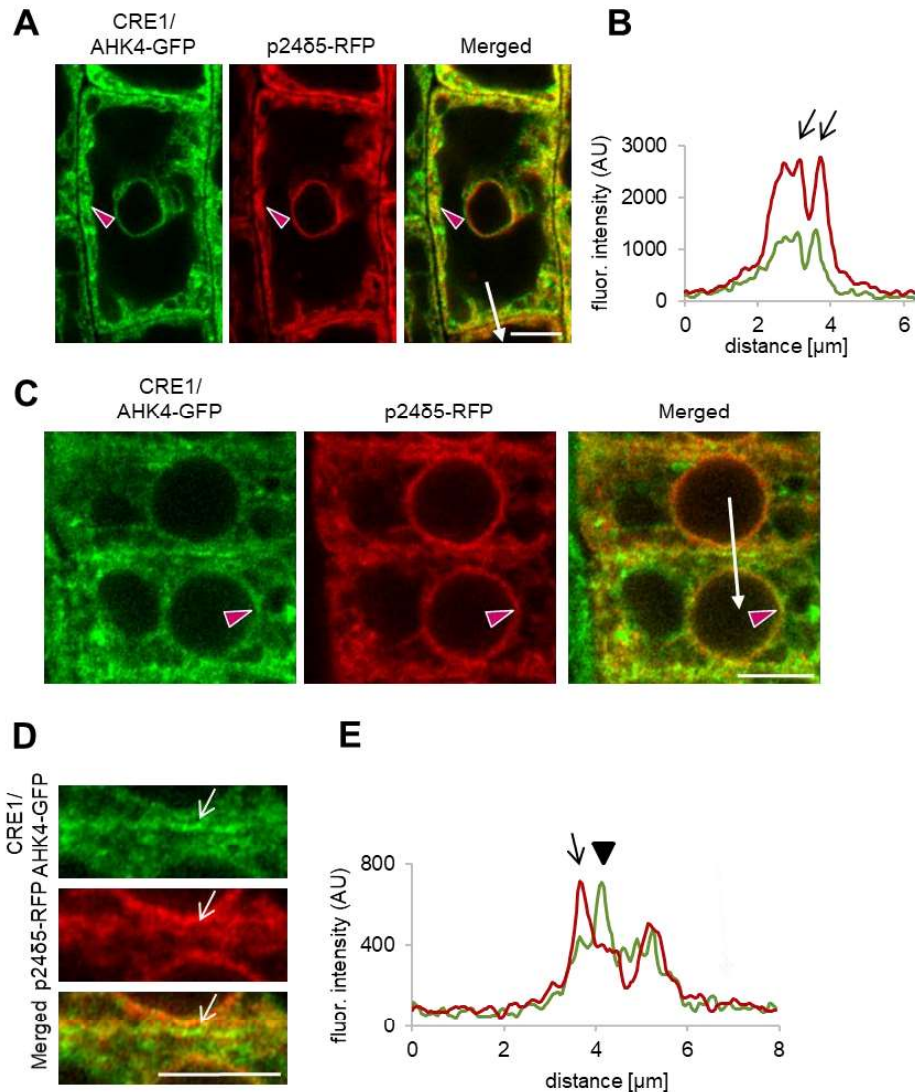 A
CRE1/
AHK4-GFP
p24δ5-RFP
Merged
B
fluor. intensity (AU)
3000
2000
1000
0
0 2 4 6
distance [µm]
C
CRE1/
AHK4-GFP
p24δ5-RFP
Merged
D
CRE1/
AHK4-GFP
p24δ5-RFP
Merged
E
fluor. intensity (AU)
800
400
0
0 2 4 6 8
distance [µm]